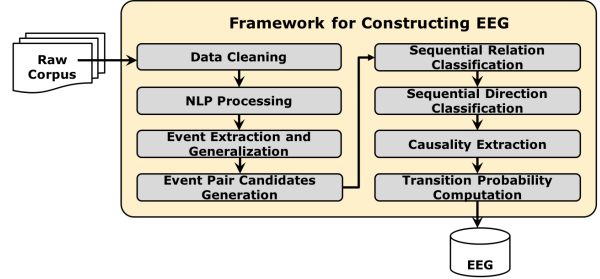 Framework for Constructing EEG
Raw
Corpus
Data Cleaning
NLP Processing
Event Extraction and
Generalization
Event Pair Candidates
Generation
Sequential Relation
Classification
Sequential Direction
Classification
Causality Extraction
Transition Probability
Computation
EEG